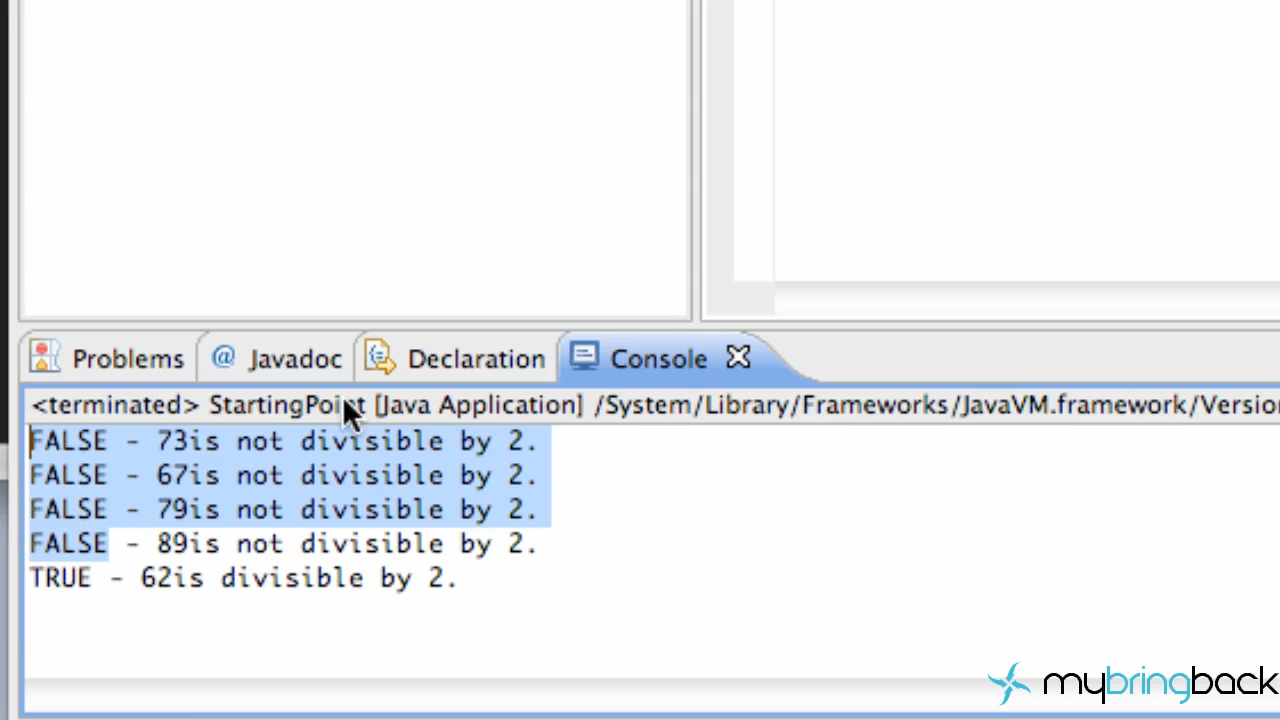 Problems @ Javadoc Declaration Console
<terminated> StartingPoint [Java Application] /System/Library/Frameworks/JavaVM.framework/Versio
FALSE - 73is not divisible by 2.
FALSE - 67is not divisible by 2.
FALSE - 79is not divisible by 2.
FALSE - 89is not divisible by 2.
TRUE - 62is divisible by 2.
mybringback